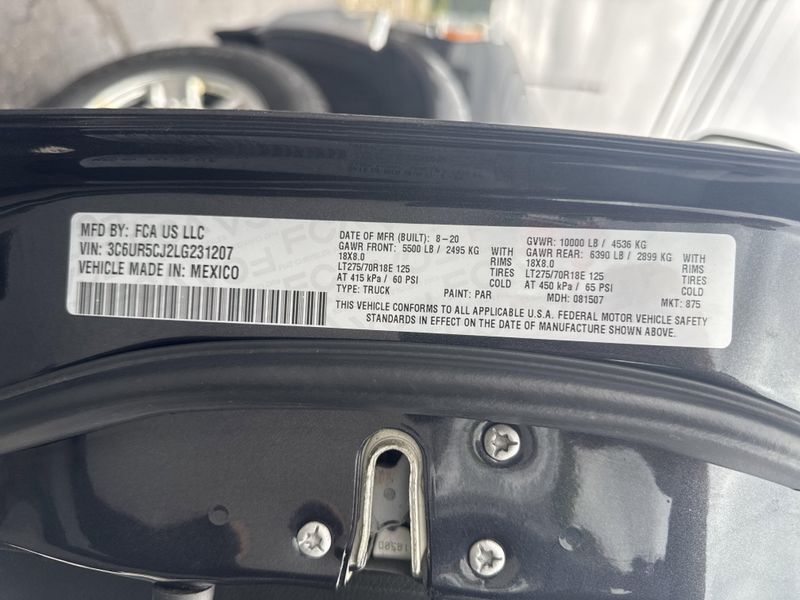 MFD BY: FCA US LLC
VIN: 3C6UR5CJ2LG231207
VEHICLE MADE IN: MEXICO
DATE OF MFR (BUILT): 8-20
GAWR FRONT: 5500 LB / 2495 KG WITH
18X8.0 RIMS
LT275/70R18E 125 TIRES
AT 415 kPa / 60 PSI COLD
TYPE: TRUCK PAINT: PAR
GVWR: 10000 LB / 4536 KG
GAWR REAR: 6390 LB / 2899 KG WITH
18X8.0 RIMS
LT275/70R18E 125 TIRES
AT 450 kPa / 65 PSI COLD
MDH: 081507 MKT: 875
THIS VEHICLE CONFORMS TO ALL APPLICABLE U.S.A. FEDERAL MOTOR VEHICLE SAFETY
STANDARDS IN EFFECT ON THE DATE OF MANUFACTURE SHOWN ABOVE.